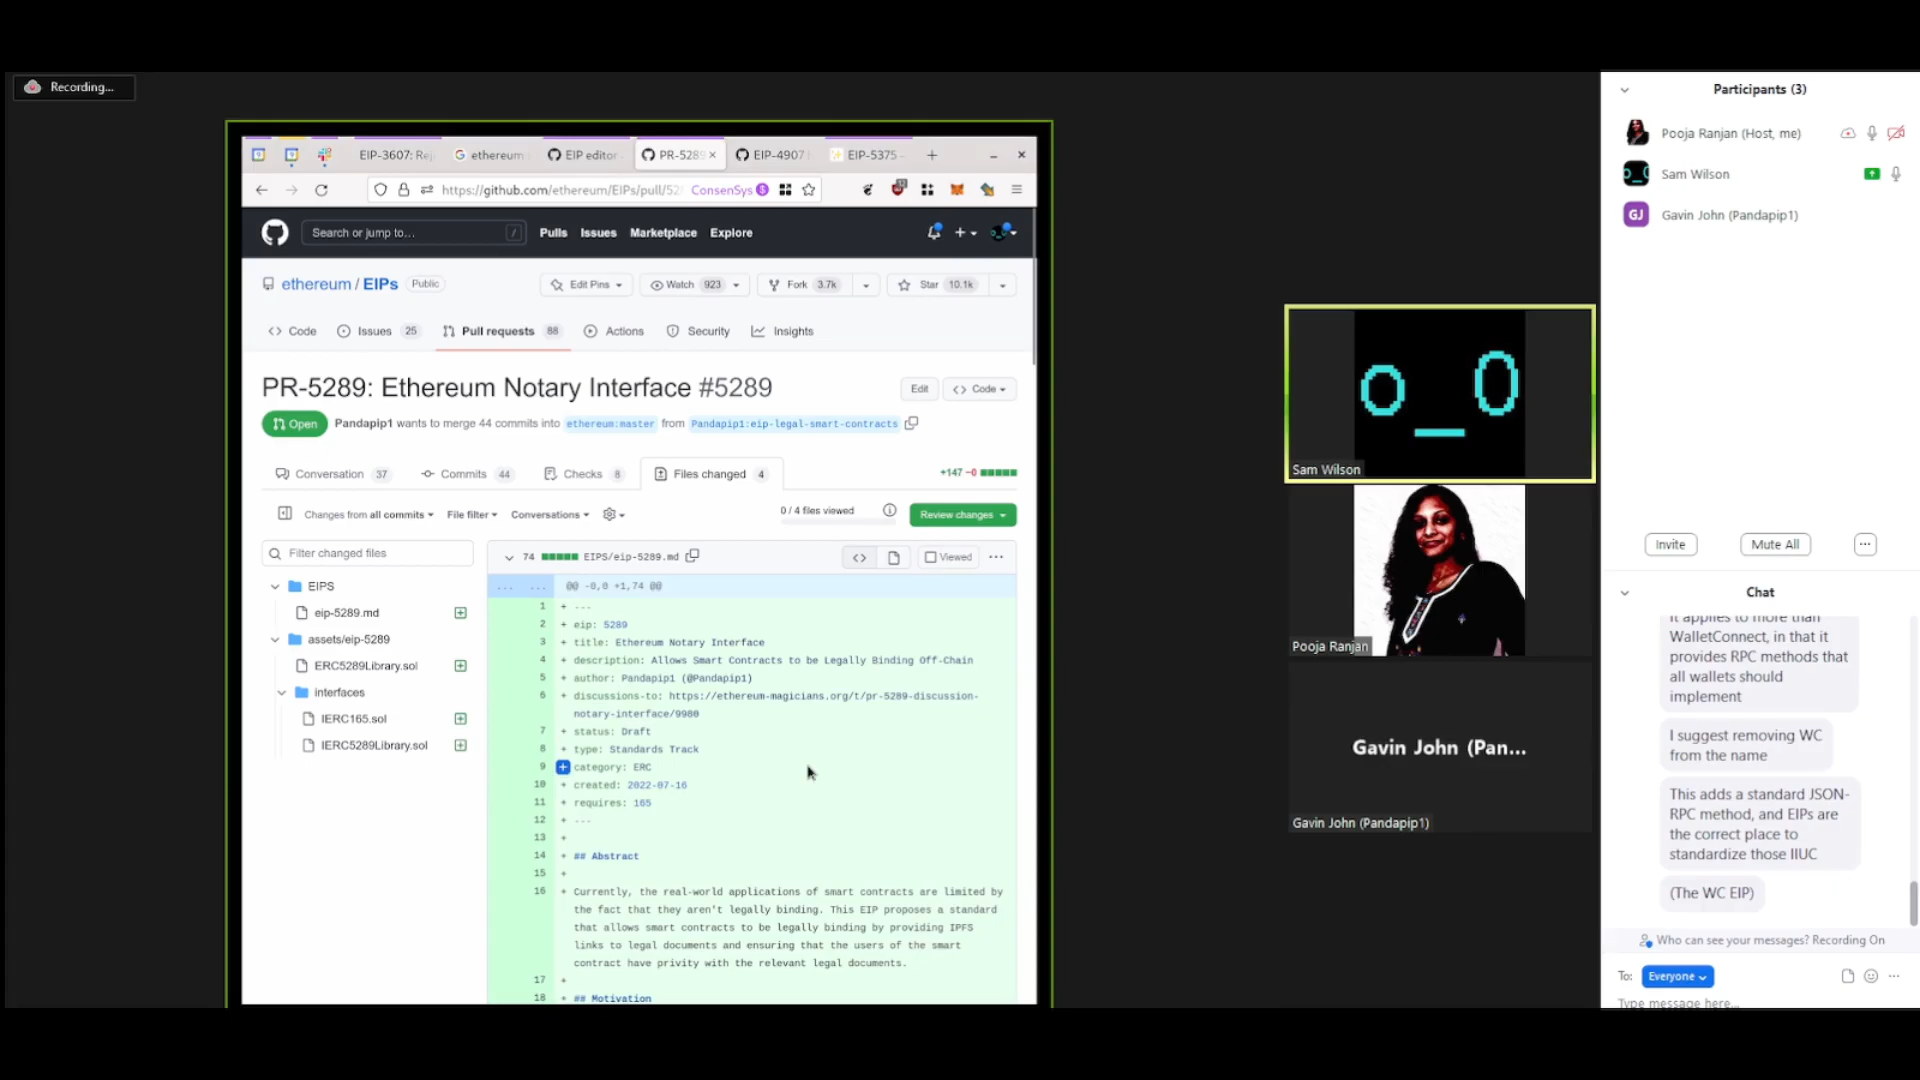 Recording...
EIP-3607: Rej
ethereum
EIP editor
PR-5289
EIP-4907
EIP-5375
https://github.com/ethereum/EIPs/pull/52
ConsenSys
Search or jump to...
/
Pulls
Issues
Marketplace
Explore
ethereum / EIPs
Public
Edit Pins
Watch 923
Fork 3.7k
Star 10.1k
Code
Issues 25
Pull requests 88
Actions
Security
Insights
PR-5289: Ethereum Notary Interface #5289
Edit
Code
Open
Pandapip1 wants to merge 44 commits into ethereum:master from Pandapip1:eip-legal-smart-contracts
Conversation 37
Commits 44
Checks 8
Files changed 4
+147 −0
Changes from all commits
File filter
Conversations
0 / 4 files viewed
Review changes
Filter changed files
EIPS
eip-5289.md
assets/eip-5289
ERC5289Library.sol
interfaces
IERC165.sol
IERC5289Library.sol
74 EIPS/eip-5289.md
Viewed
@@ -0,0 +1,74 @@
1 + ---
2 + eip: 5289
3 + title: Ethereum Notary Interface
4 + description: Allows Smart Contracts to be Legally Binding Off-Chain
5 + author: Pandapip1 (@Pandapip1)
6 + discussions-to: https://ethereum-magicians.org/t/pr-5289-discussion-
notary-interface/9980
7 + status: Draft
8 + type: Standards Track
9 + category: ERC
10 + created: 2022-07-16
11 + requires: 165
12 + ---
13 +
14 + ## Abstract
15 +
16 + Currently, the real-world applications of smart contracts are limited by
the fact that they aren't legally binding. This EIP proposes a standard
that allows smart contracts to be legally binding by providing IPFS
links to legal documents and ensuring that the users of the smart
contract have privity with the relevant legal documents.
17 +
18 + ## Motivation
Sam Wilson
Pooja Ranjan
Gavin John (Pan...
Gavin John (Pandapip1)
Participants (3)
Pooja Ranjan (Host, me)
Sam Wilson
GJ
Gavin John (Pandapip1)
Invite
Mute All
Chat
it applies to more than
WalletConnect, in that it
provides RPC methods that
all wallets should
implement
I suggest removing WC
from the name
This adds a standard JSON-
RPC method, and EIPs are
the correct place to
standardize those IIUC
(The WC EIP)
Who can see your messages? Recording On
To: Everyone
Type message here...